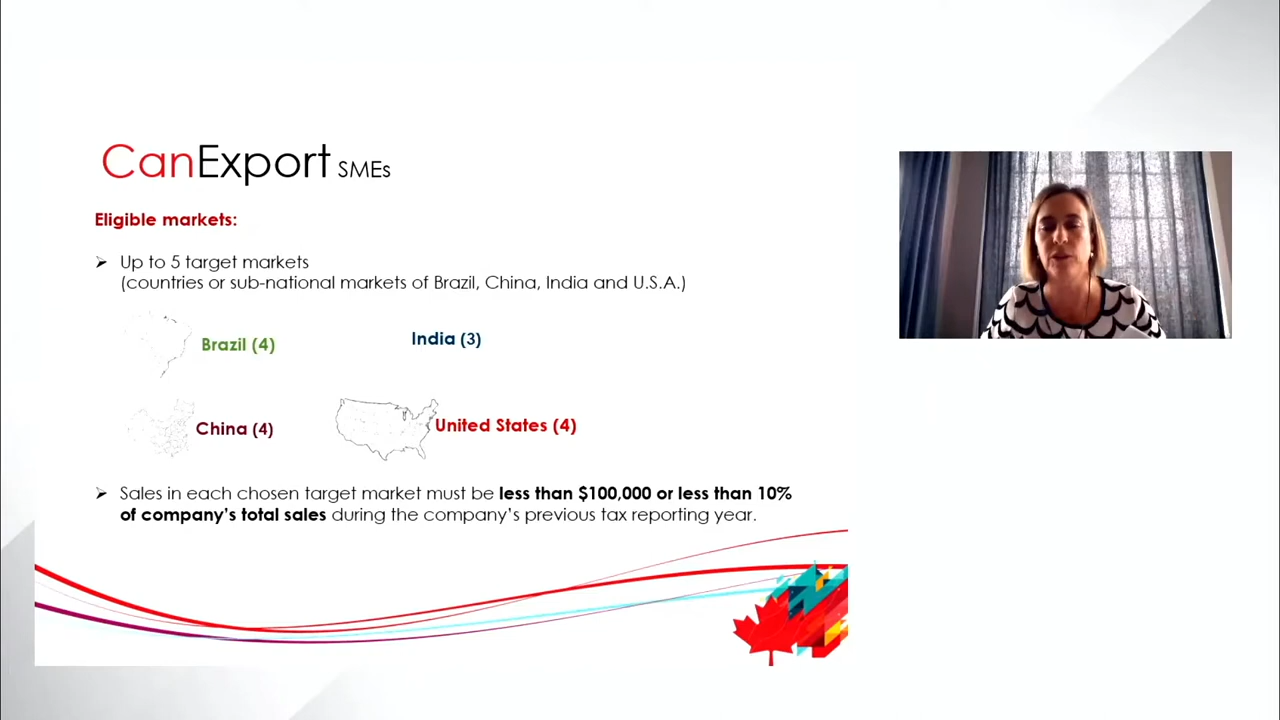 CanExport SMEs
Eligible markets:
➢ Up to 5 target markets
(countries or sub-national markets of Brazil, China, India and U.S.A.)
Brazil (4)
India (3)
China (4)
United States (4)
➢ Sales in each chosen target market must be less than $100,000 or less than 10%
of company's total sales during the company's previous tax reporting year.